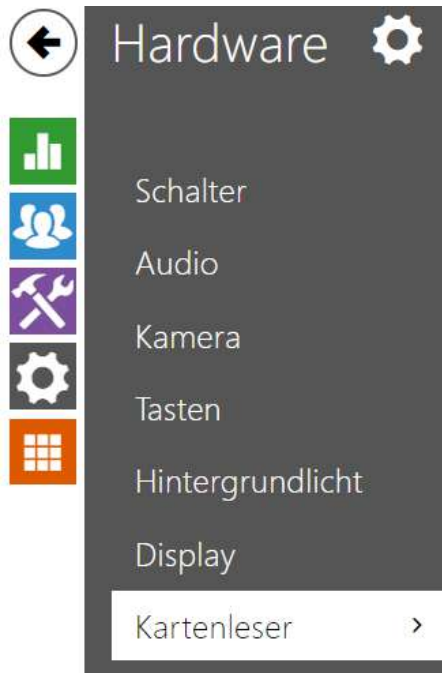 Hardware
Schalter
Audio
Kamera
Tasten
Hintergrundlicht
Display
Kartenleser